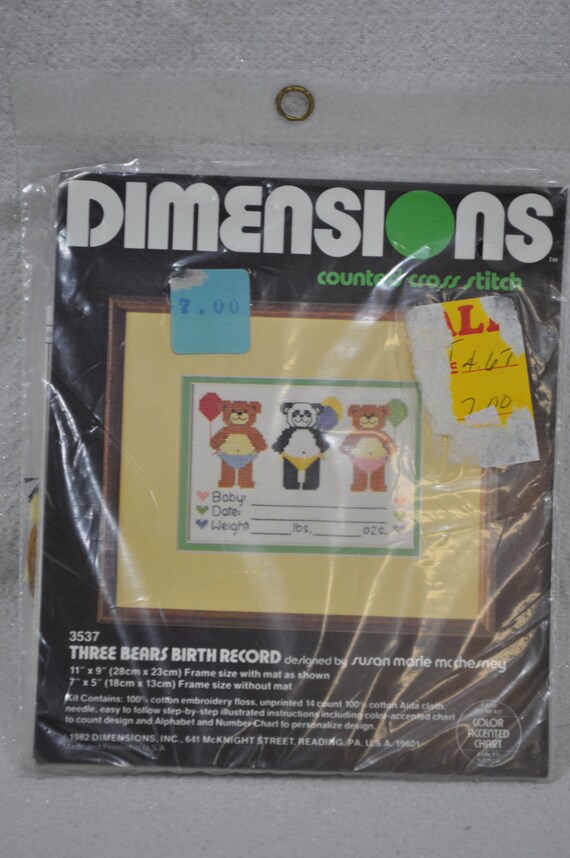 DIMENSIONS™
counted cross stitch
7.00
ALE
4.67
7.00
Baby:
Date:
Weight: lbs. ozs.
3537
THREE BEARS BIRTH RECORD designed by susan marie mcchesney
11" x 9" (28cm x 23cm) Frame size with mat as shown
7" x 5" (18cm x 13cm) Frame size without mat
Kit Contains: 100% cotton embroidery floss, unprinted 14 count 100% cotton Aida cloth,
needle, easy to follow step-by-step illustrated instructions including color accented chart
to count design and Alphabet and Number Chart to personalize design.
©1982 DIMENSIONS, INC., 641 McKNIGHT STREET, READING, PA. U.S.A. 19601
COLOR
ACCENTED
CHART